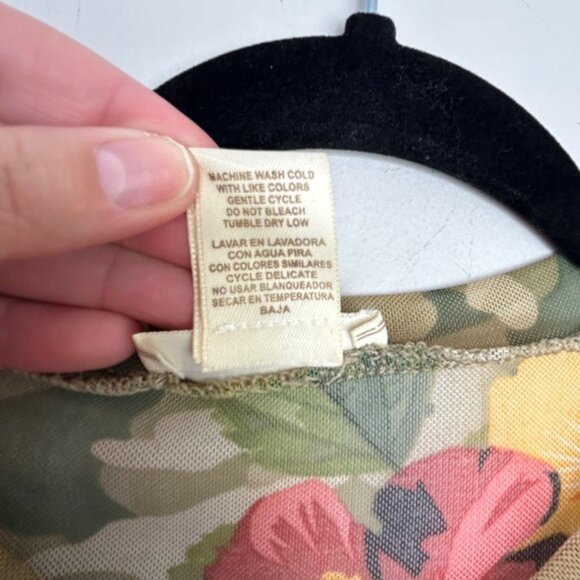 MACHINE WASH COLD
WITH LIKE COLORS
GENTLE CYCLE
DO NOT BLEACH
TUMBLE DRY LOW
LAVAR EN LAVADORA
CON AGUA FIRA
CON COLORES SIMILARES
CYCLE DELICATE
NO USAR BLANQUEADOR
SECAR EN TEMPERATURA
BAJA